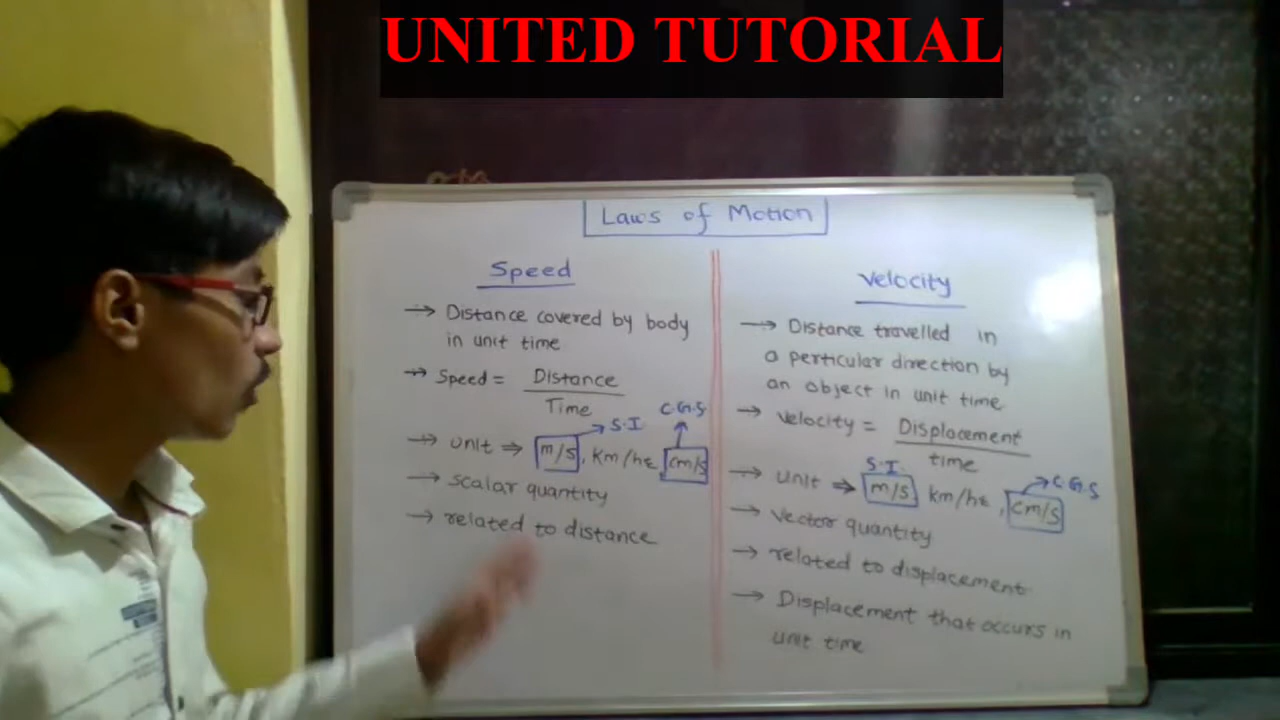 UNITED TUTORIAL
Laws of Motion
Speed
→ Distance covered by body
in unit time
→ Speed = Distance
Time
S.I. C.G.S
→ unit ⇒ m/s, km/hr, cm/s
→ scalar quantity
→ related to distance
Velocity
→ Distance travelled in
a perticular direction by
an object in unit time
→ velocity = Displacement
time
S.I. C.G.S
→ unit ⇒ m/s km/hr, cm/s
→ vector quantity
→ related to displacement.
→ Displacement that occurs in
unit time